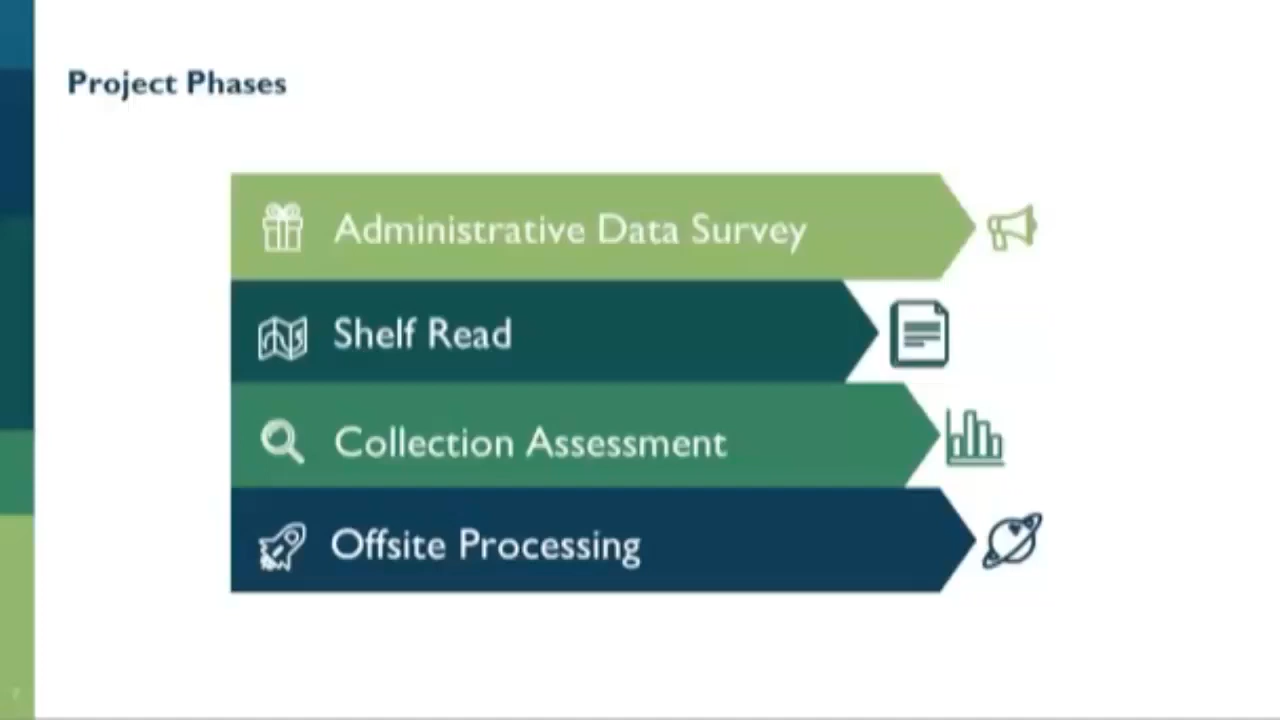 Project Phases
Administrative Data Survey
Shelf Read
Collection Assessment
Offsite Processing